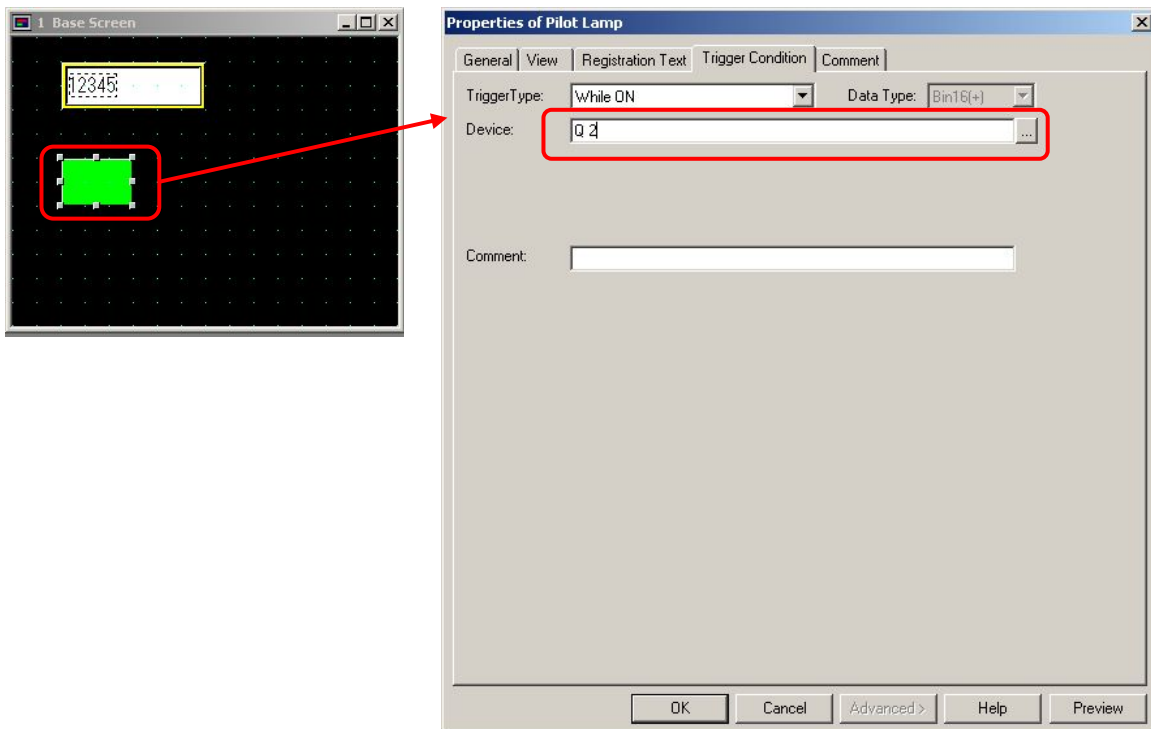 1 Base Screen
12345
Properties of Pilot Lamp
General View Registration Text Trigger Condition Comment
TriggerType: While ON Data Type: Bin16(+)
Device: Q 2 ...
Comment:
OK Cancel Advanced > Help Preview